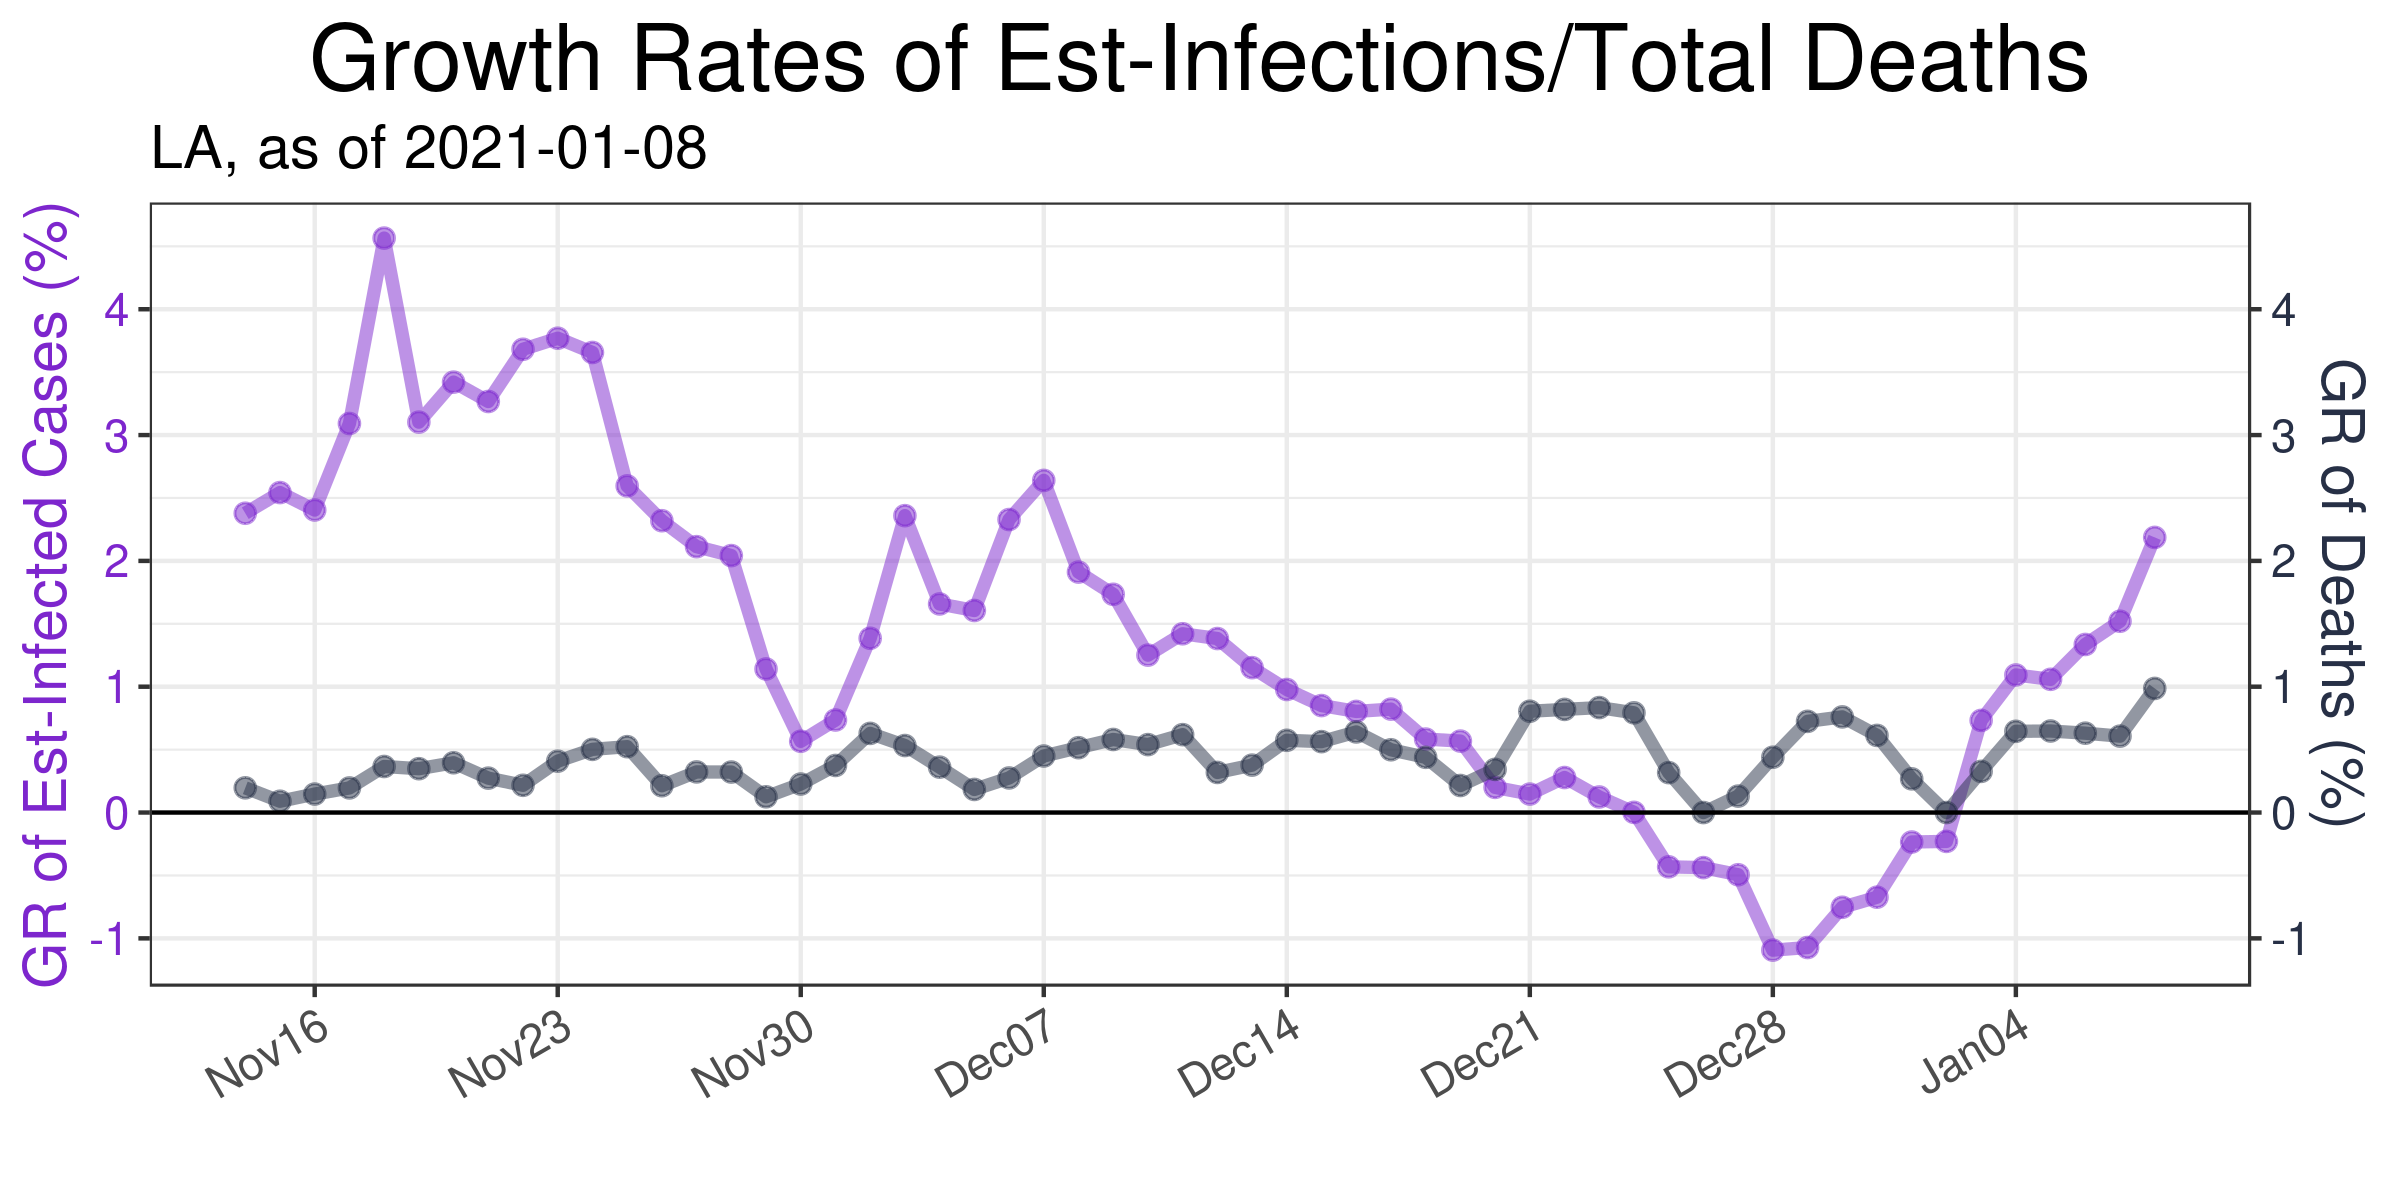 Growth Rates of Est-Infections/Total Deaths
LA, as of 2021-01-08
GR of Est-Infected Cases (%)
4
3
2
1
0
-1
4
3
2
1
0
-1
GR of Deaths (%)
Nov16
Nov23
Nov30
Dec07
Dec14
Dec21
Dec28
Jan04